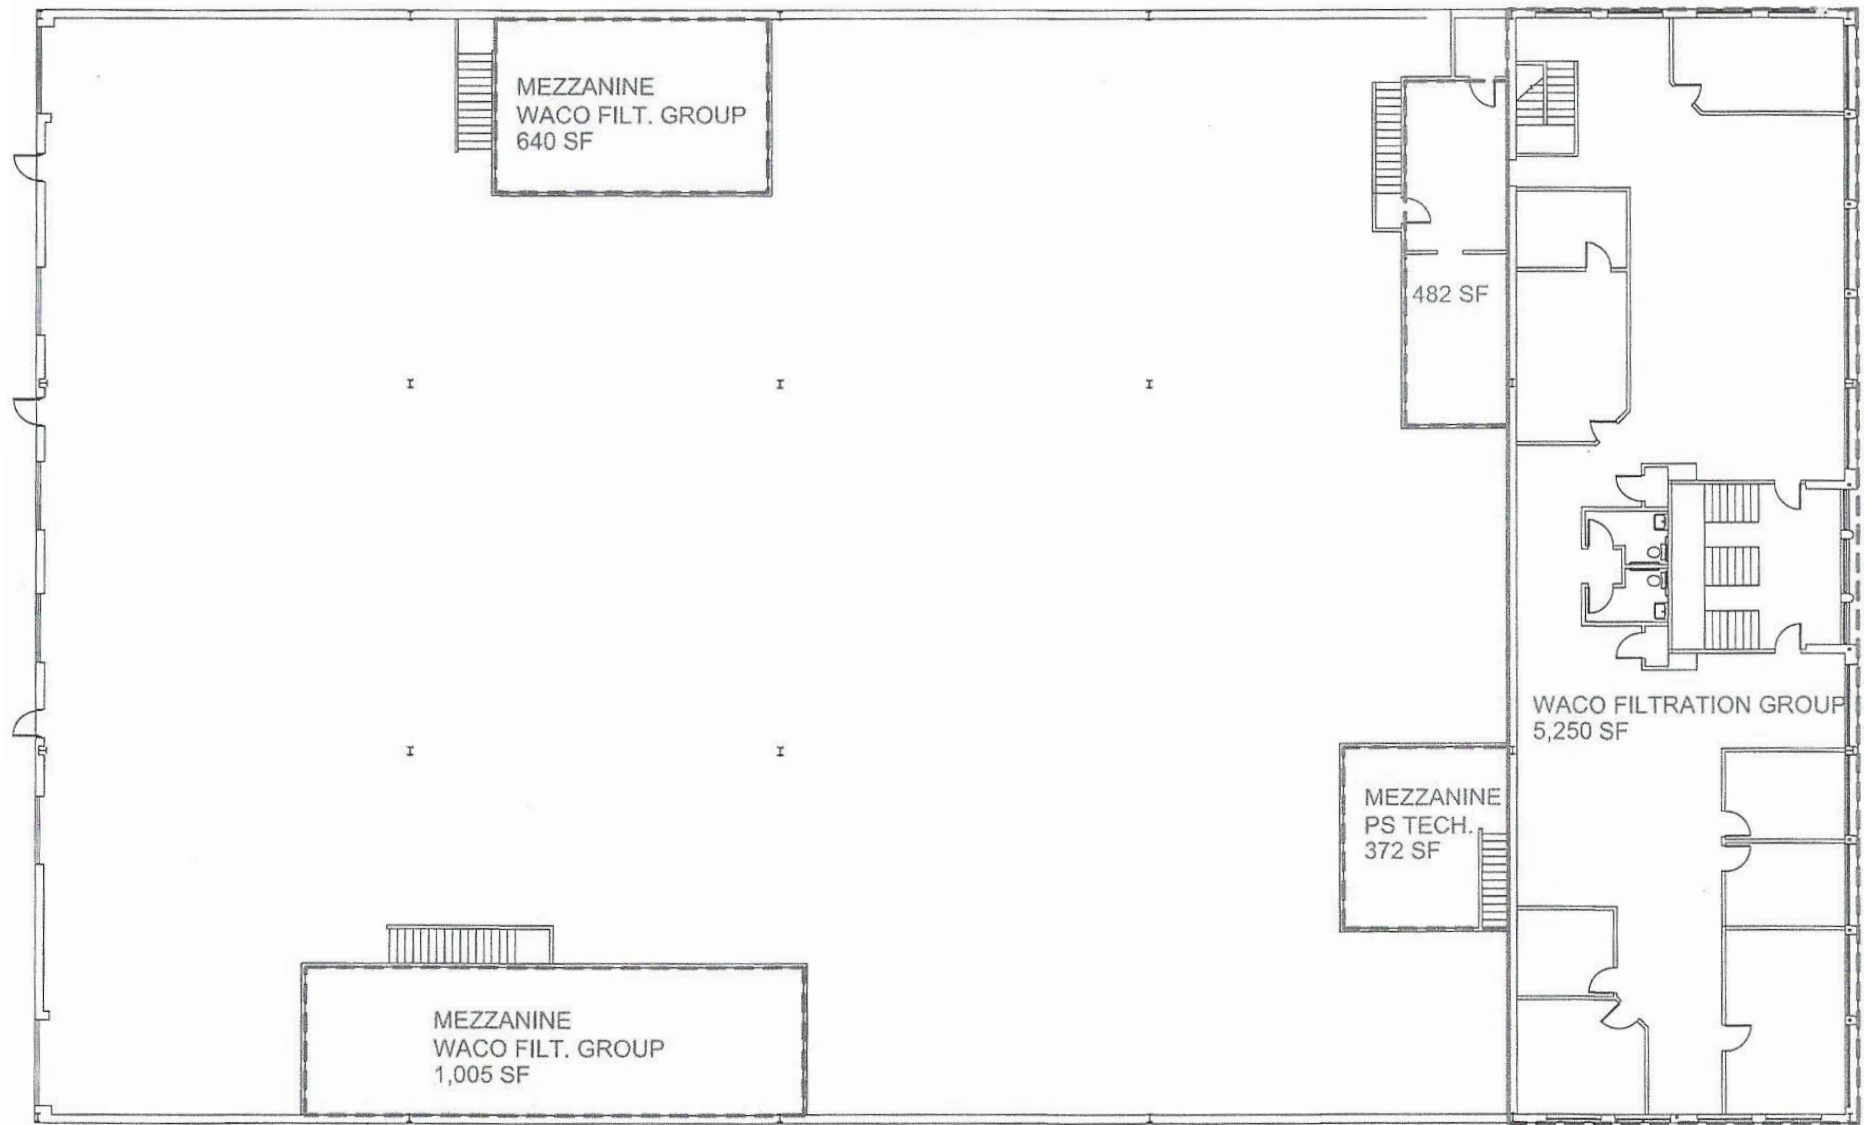 MEZZANINE
WACO FILT. GROUP
640 SF
482 SF
WACO FILTRATION GROUP
5,250 SF
MEZZANINE
PS TECH.
372 SF
MEZZANINE
WACO FILT. GROUP
1,005 SF